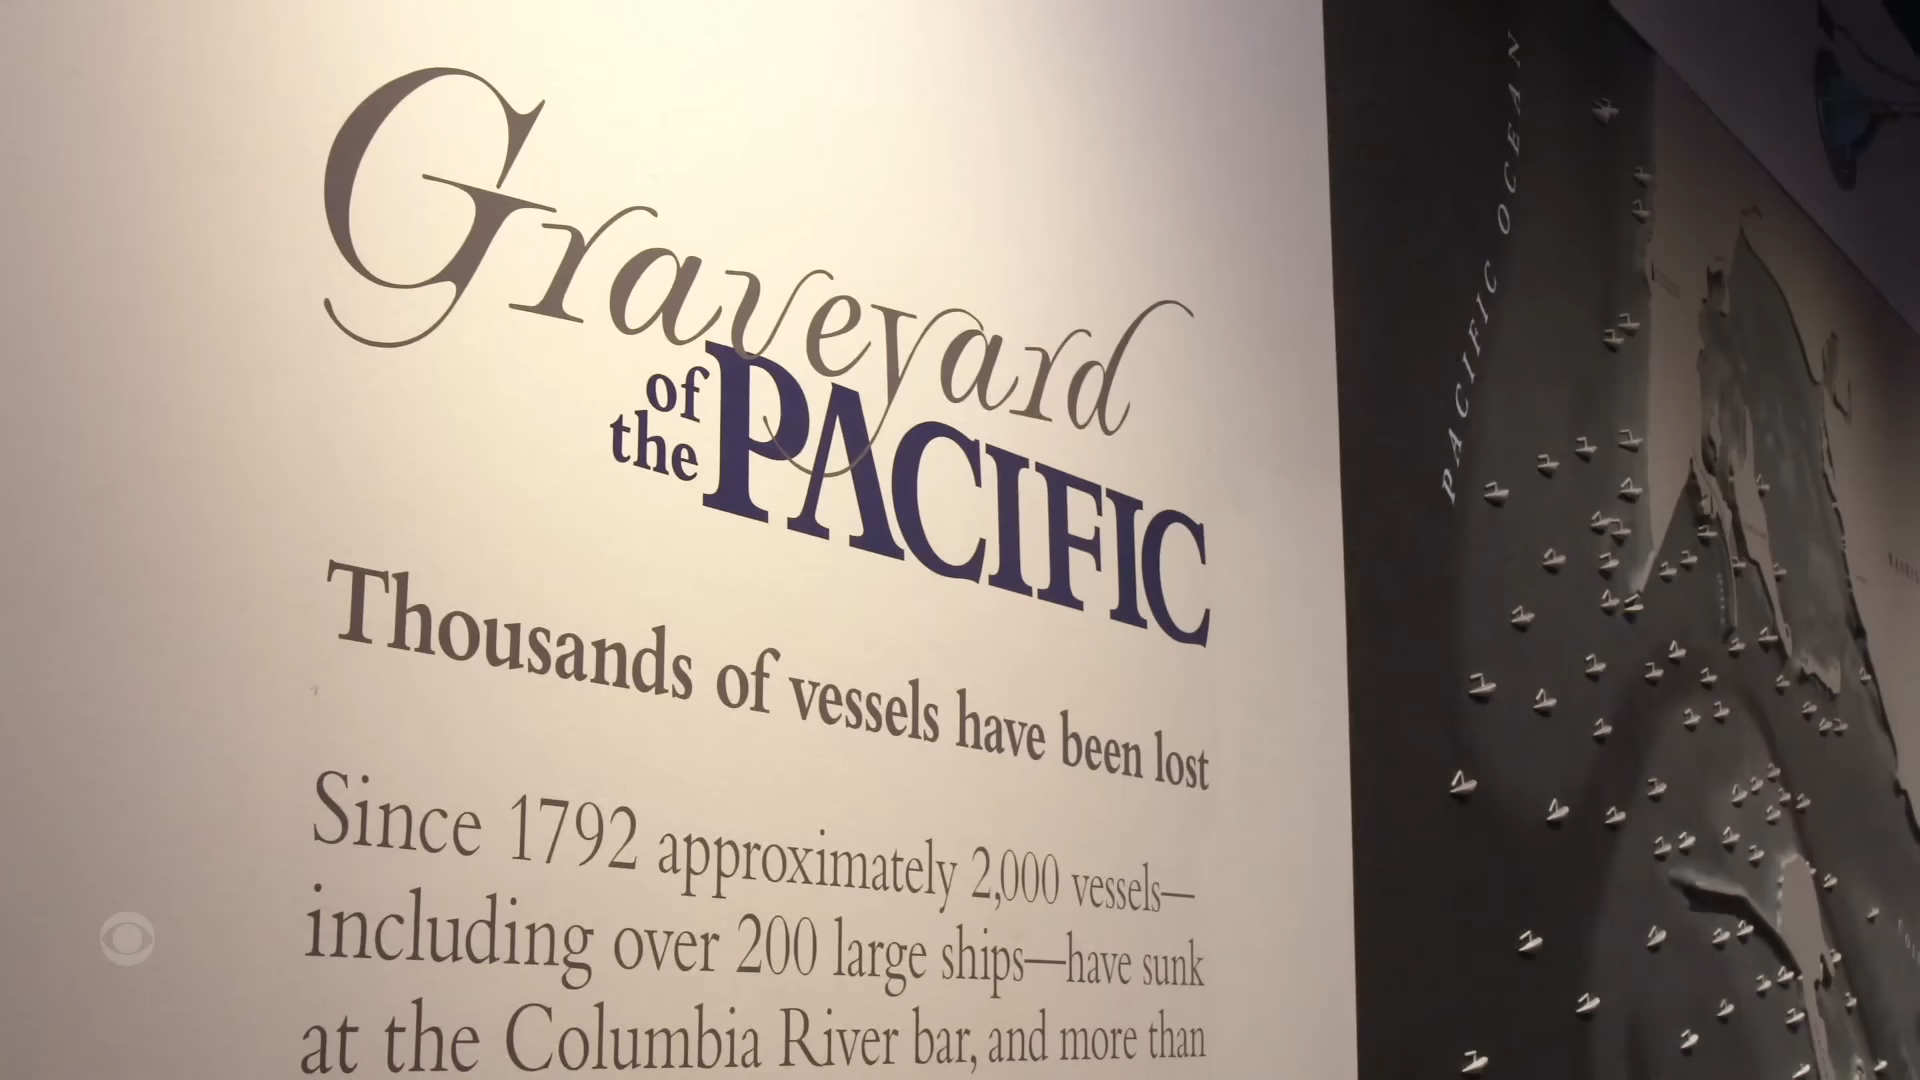 Graveyard
of
the
PACIFIC
Thousands of vessels have been lost
Since 1792 approximately 2,000 vessels—
including over 200 large ships—have sunk
at the Columbia River bar, and more than
PACIFIC OCEAN